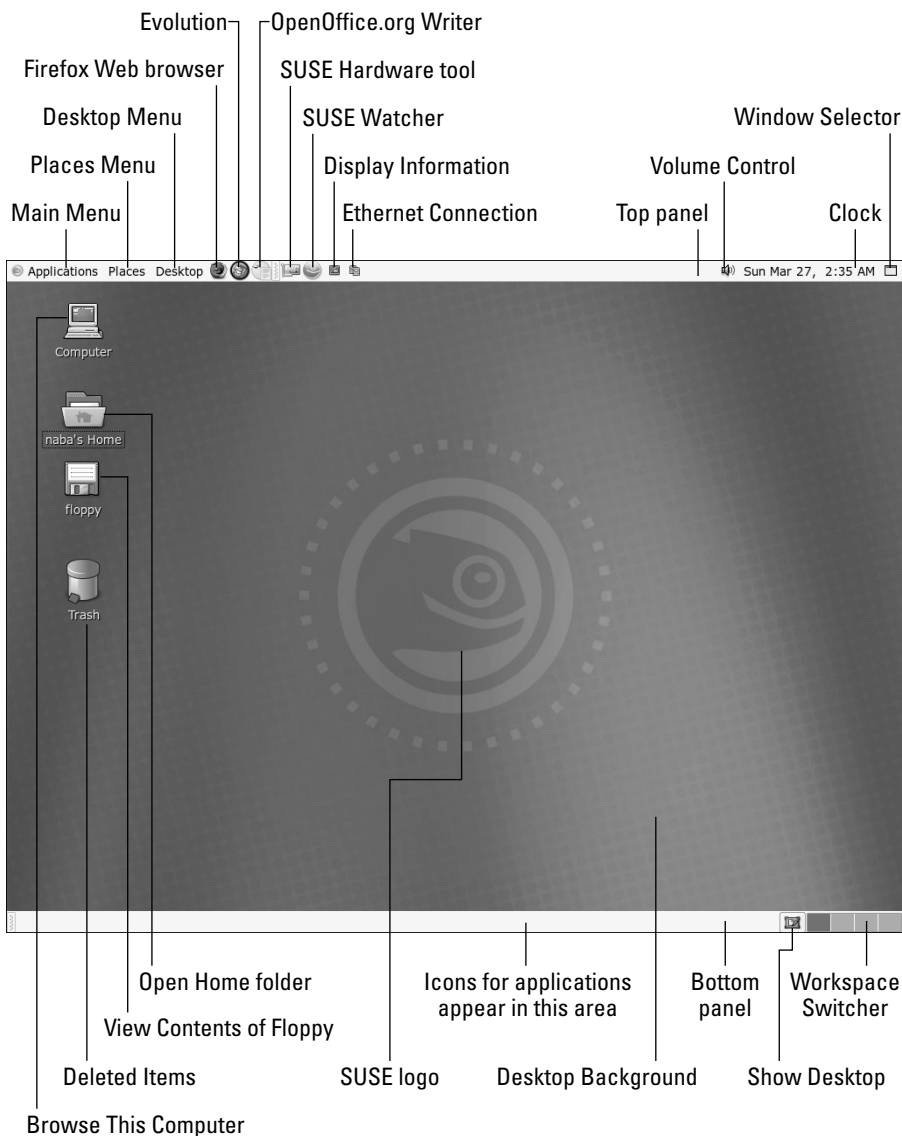 Evolution
OpenOffice.org Writer
Firefox Web browser
SUSE Hardware tool
Desktop Menu
SUSE Watcher
Window Selector
Places Menu
Display Information
Volume Control
Main Menu
Ethernet Connection
Top panel
Clock
Applications Places Desktop
Sun Mar 27, 2:35 AM
Computer
naba's Home
floppy
Trash
Open Home folder
Icons for applications
appear in this area
Bottom
panel
Workspace
Switcher
View Contents of Floppy
Deleted Items
SUSE logo
Desktop Background
Show Desktop
Browse This Computer